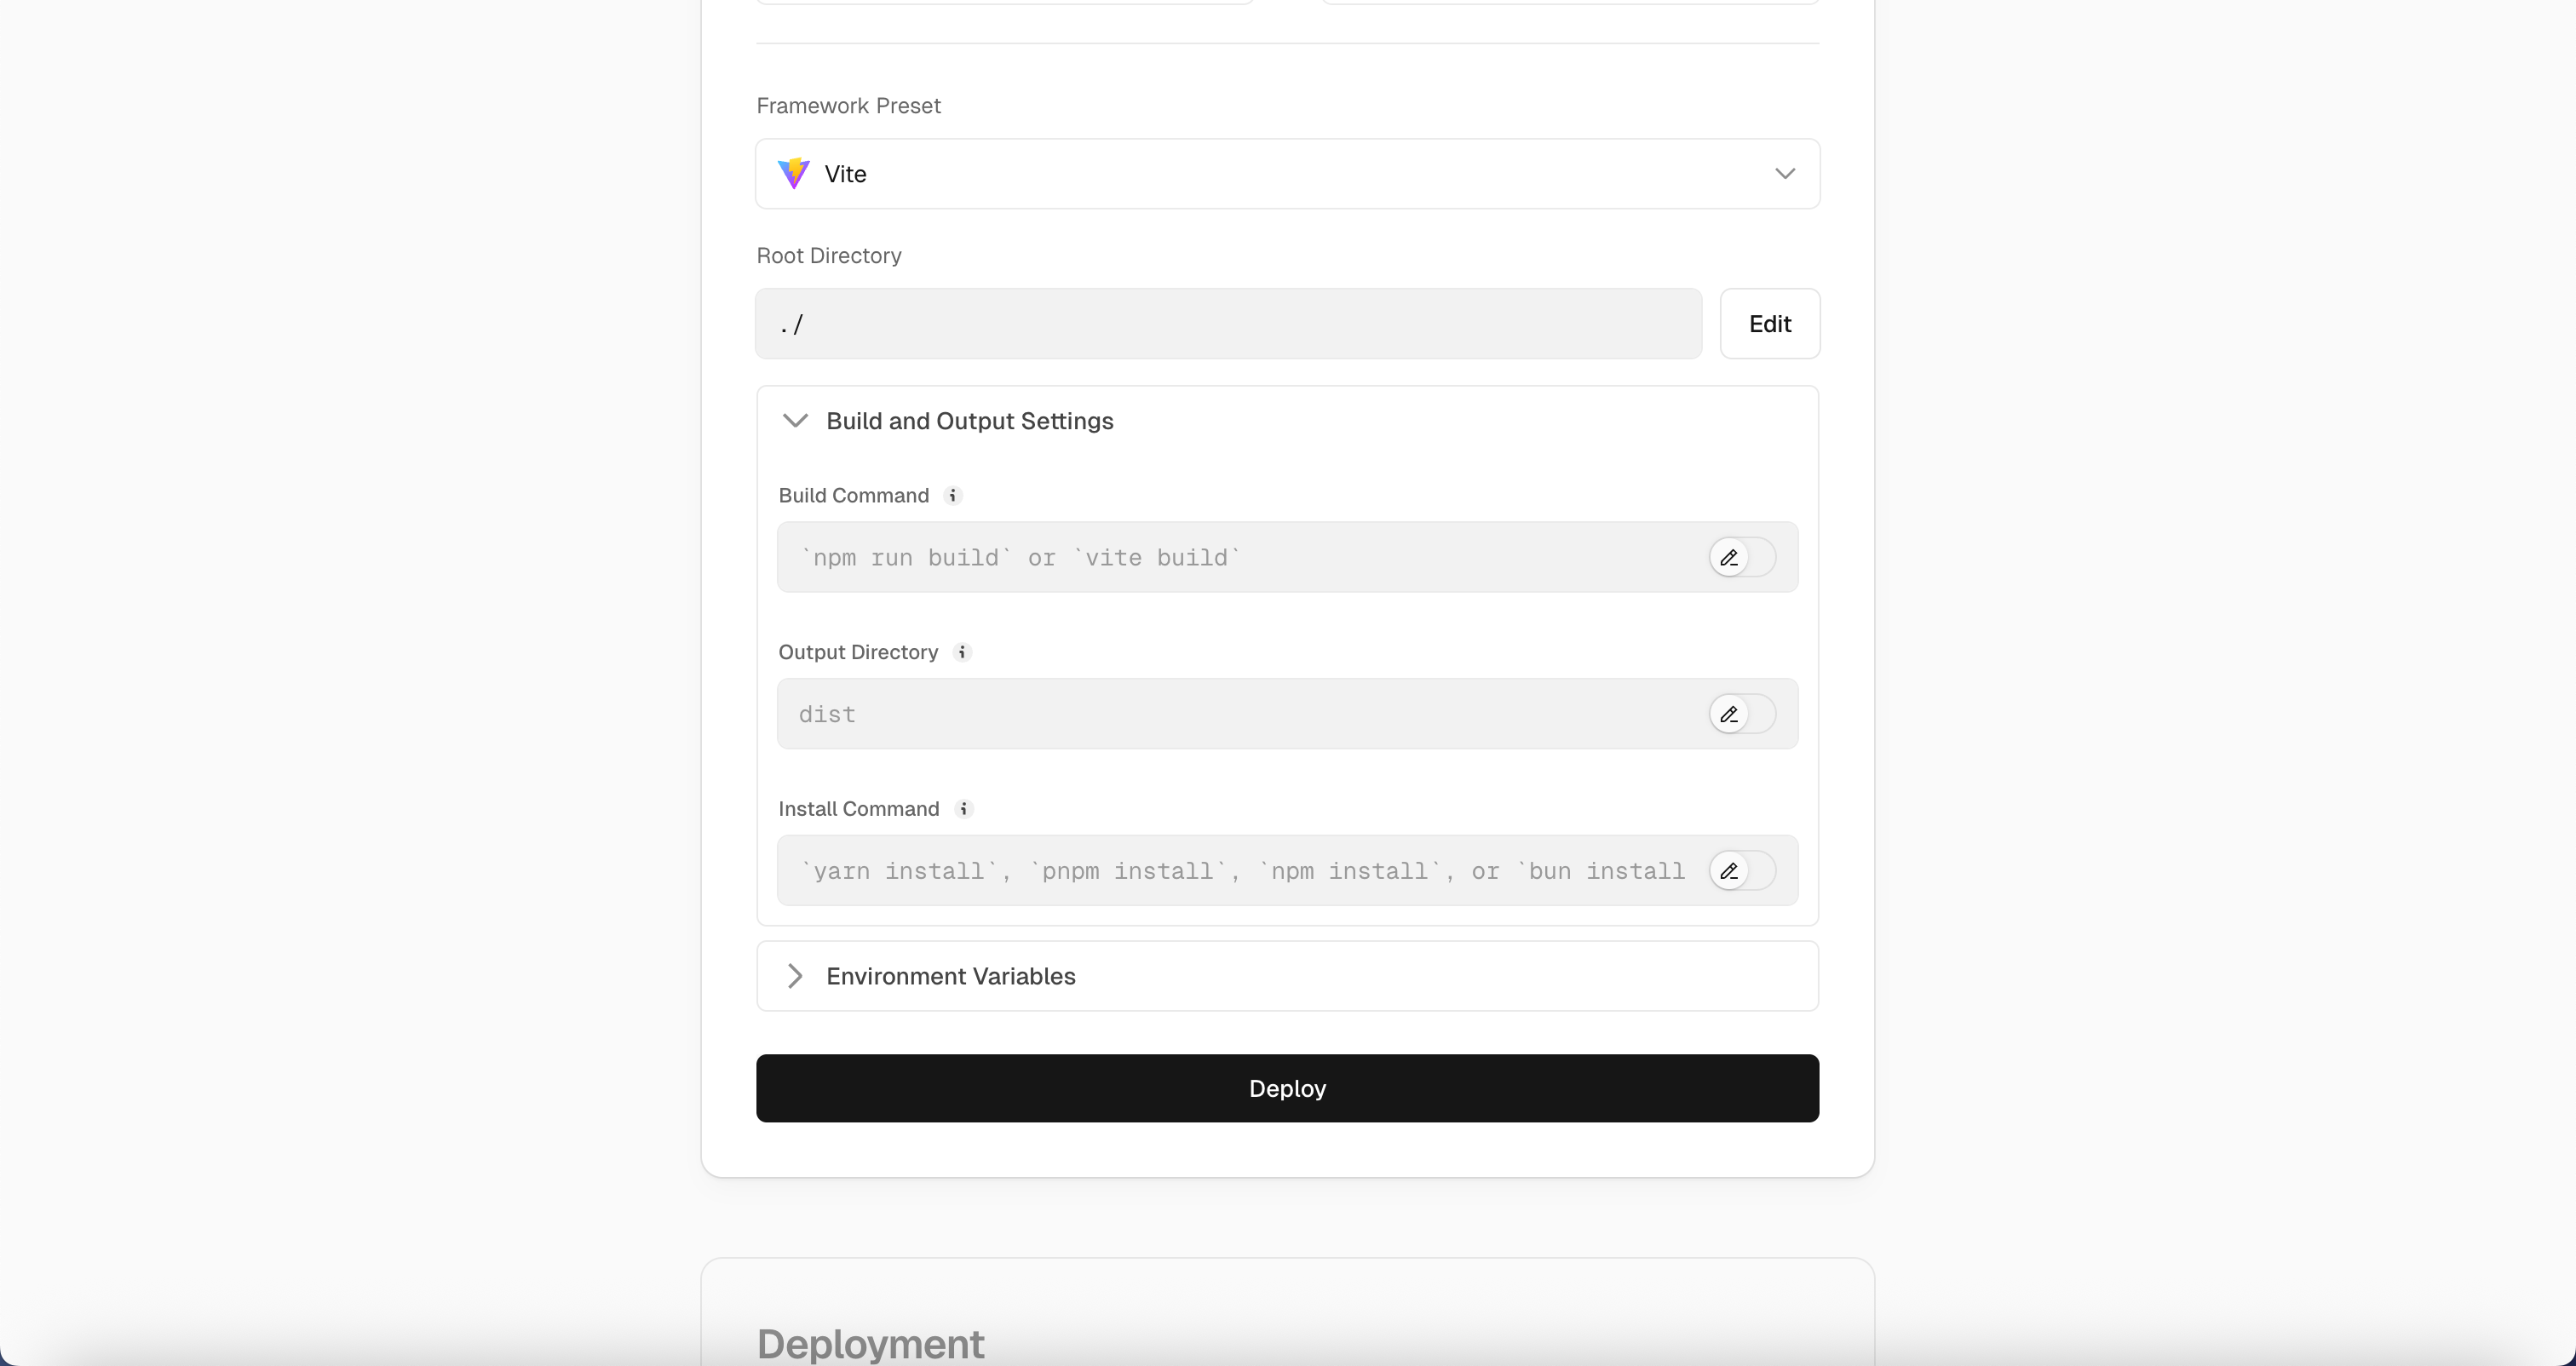 Framework Preset
Vite
Root Directory
./
Edit
Build and Output Settings
Build Command
`npm run build` or `vite build`
Output Directory
dist
Install Command
`yarn install`, `pnpm install`, `npm install`, or `bun install
Environment Variables
Deploy
Deployment